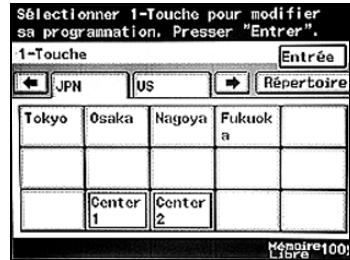 Sélectionner 1-Touche pour modifier
sa programmation. Presser "Entrer".
1-Touche
Entrée
JPN US Répertoire
Tokyo Osaka Nagoya Fukuok
a
Center Center
1 2
Mémoire
Libre 100%